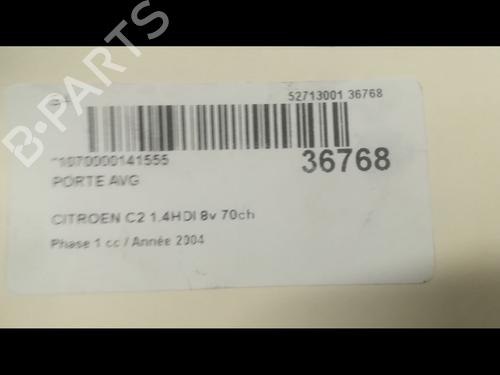 B-PARTS
52713001 36768
*1070000141555
36768
PORTE AVG
CITROEN C2 1.4HDI 8v 70ch
Phase 1 cc / Année 2004